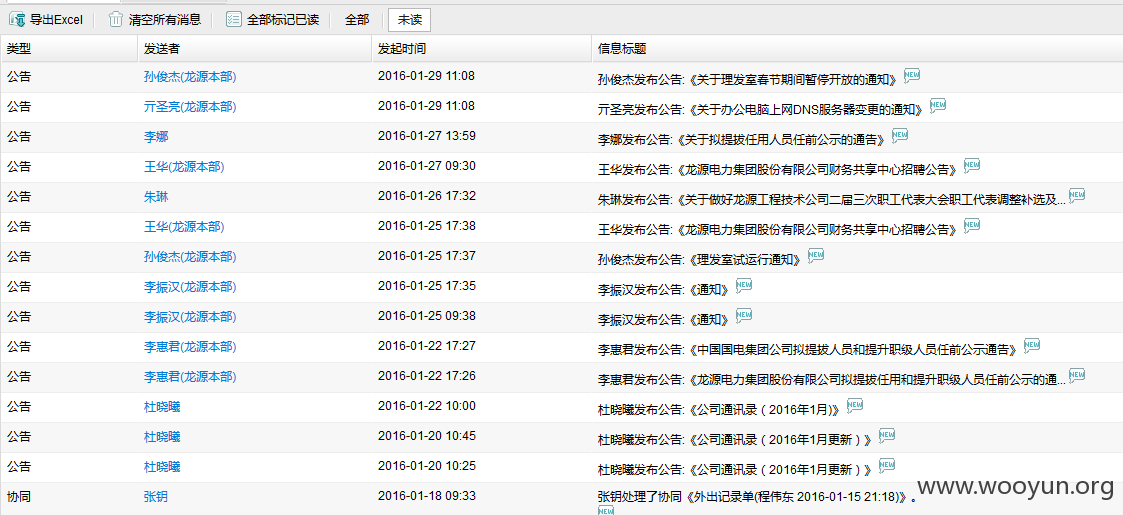 导出Excel 清空所有消息 全部标记已读 全部 未读
类型 发送者 发起时间 信息标题
公告 孙俊杰(龙源本部) 2016-01-29 11:08 孙俊杰发布公告:《关于理发室春节期间暂停开放的通知》 NEW
公告 亓圣亮(龙源本部) 2016-01-29 11:08 亓圣亮发布公告:《关于办公电脑上网DNS服务器变更的通知》 NEW
公告 李娜 2016-01-27 13:59 李娜发布公告:《关于拟提拔任用人员任前公示的通告》 NEW
公告 王华(龙源本部) 2016-01-27 09:30 王华发布公告:《龙源电力集团股份有限公司财务共享中心招聘公告》 NEW
公告 朱琳 2016-01-26 17:32 朱琳发布公告:《关于做好龙源工程技术公司二届三次职工代表大会职工代表调整补选及... NEW
公告 王华(龙源本部) 2016-01-25 17:38 王华发布公告:《龙源电力集团股份有限公司财务共享中心招聘公告》 NEW
公告 孙俊杰(龙源本部) 2016-01-25 17:37 孙俊杰发布公告:《理发室试运行通知》 NEW
公告 李振汉(龙源本部) 2016-01-25 17:35 李振汉发布公告:《通知》 NEW
公告 李振汉(龙源本部) 2016-01-25 09:38 李振汉发布公告:《通知》 NEW
公告 李惠君(龙源本部) 2016-01-22 17:27 李惠君发布公告:《中国国电集团公司拟提拔人员和提升职级人员任前公示通告》 NEW
公告 李惠君(龙源本部) 2016-01-22 17:26 李惠君发布公告:《龙源电力集团股份有限公司拟提拔任用和提升职级人员任前公示的通... NEW
公告 杜晓曦 2016-01-22 10:00 杜晓曦发布公告:《公司通讯录（2016年1月)》 NEW
公告 杜晓曦 2016-01-20 10:45 杜晓曦发布公告:《公司通讯录（2016年1月更新）》 NEW
公告 杜晓曦 2016-01-20 10:25 杜晓曦发布公告:《公司通讯录（2016年1月更新）》 NEW
协同 张钥 2016-01-18 09:33 张钥处理了协同《外出记录单(程伟东 2016-01-15 21:18)》。
NEW
www.wooyun.org